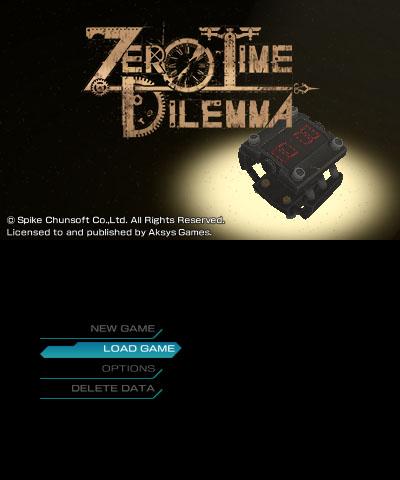 ZERO TIME
DILEMMA
© Spike Chunsoft Co.,Ltd. All Rights Reserved.
Licensed to and published by Aksys Games.
NEW GAME
LOAD GAME
OPTIONS
DELETE DATA